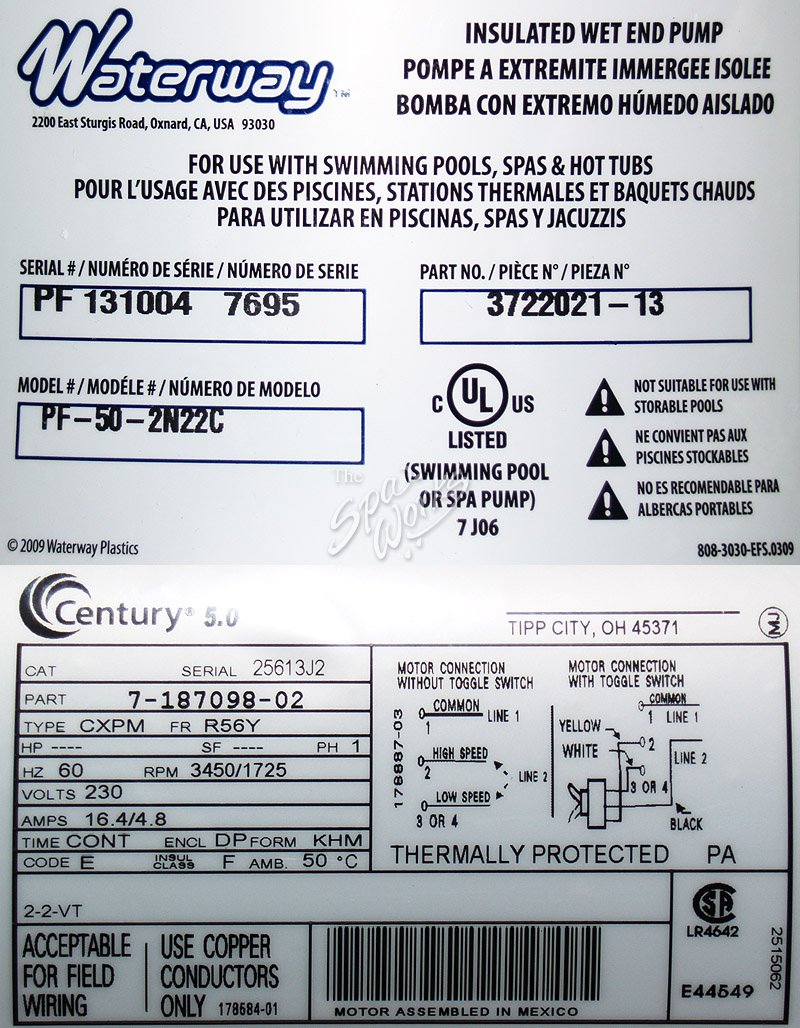 Waterway™
2200 East Sturgis Road, Oxnard, CA, USA 93030
INSULATED WET END PUMP
POMPE A EXTREMITE IMMERGEE ISOLEE
BOMBA CON EXTREMO HÚMEDO AISLADO
FOR USE WITH SWIMMING POOLS, SPAS & HOT TUBS
POUR L'USAGE AVEC DES PISCINES, STATIONS THERMALES ET BAQUETS CHAUDS
PARA UTILIZAR EN PISCINAS, SPAS Y JACUZZIS
SERIAL # / NUMÉRO DE SÉRIE / NÚMERO DE SERIE
PF 131004 7695
PART NO. / PIÈCE N° / PIEZA N°
3722021-13
MODEL # / MODÉLE # / NÚMERO DE MODELO
PF-50-2N22C
C UL US
LISTED
(SWIMMING POOL
OR SPA PUMP)
7 J06
NOT SUITABLE FOR USE WITH
STORABLE POOLS
NE CONVIENT PAS AUX
PISCINES STOCKABLES
NO ES RECOMENDABLE PARA
ALBERCAS PORTABLES
The
Spa
Works
© 2009 Waterway Plastics
808-3030-EFS.0309
Century® 5.0
TIPP CITY, OH 45371
MJ
CAT SERIAL 25613J2
PART 7-187098-02
TYPE CXPM FR R56Y
HP ---- SF ---- PH 1
HZ 60 RPM 3450/1725
VOLTS 230
AMPS 16.4/4.8
TIME CONT ENCL DP FORM KHM
CODE E INSUL CLASS F AMB. 50 °C
MOTOR CONNECTION
WITHOUT TOGGLE SWITCH
178887-03
COMMON
1
LINE 1
HIGH SPEED
2
LINE 2
LOW SPEED
3 OR 4
MOTOR CONNECTION
WITH TOGGLE SWITCH
COMMON
1 LINE 1
YELLOW
2
WHITE
LINE 2
3 OR 4
BLACK
THERMALLY PROTECTED PA
2-2-VT
ACCEPTABLE
FOR FIELD
WIRING
USE COPPER
CONDUCTORS
ONLY 178684-01
MOTOR ASSEMBLED IN MEXICO
SA
LR4642
E44549
2515062